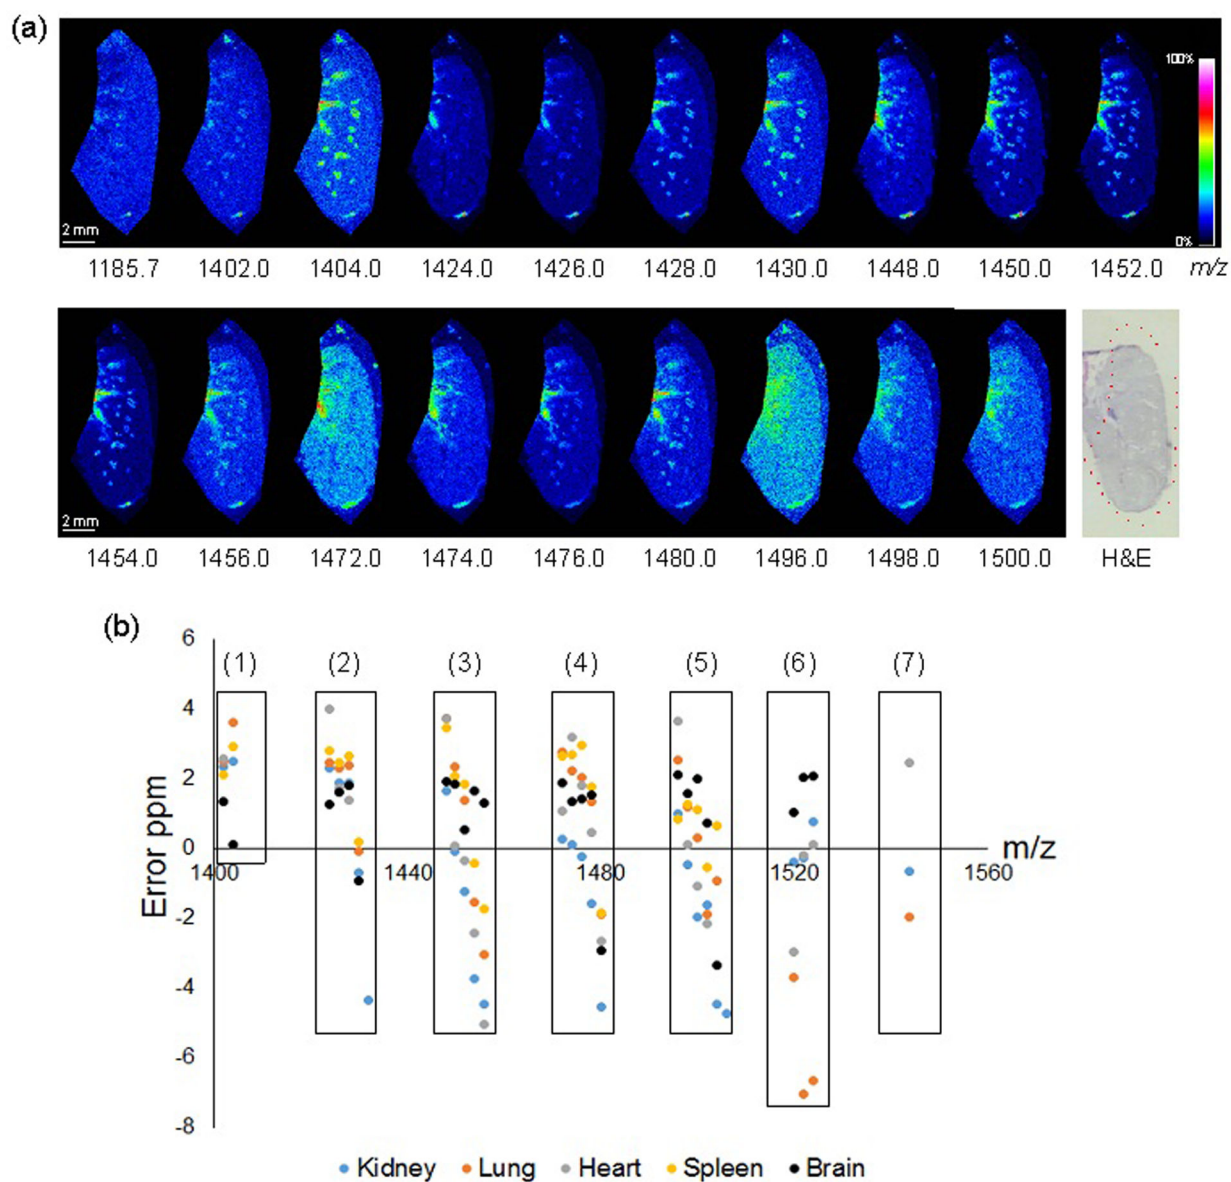 (a)
100%
0%
2 mm
1185.7 1402.0 1404.0 1424.0 1426.0 1428.0 1430.0 1448.0 1450.0 1452.0 m/z
2 mm
1454.0 1456.0 1472.0 1474.0 1476.0 1480.0 1496.0 1498.0 1500.0 H&E
(b)
6
(1) (2) (3) (4) (5) (6) (7)
4
2
0
m/z
1400 1440 1480 1520 1560
Error ppm
-2
-4
-6
-8
Kidney Lung Heart Spleen Brain